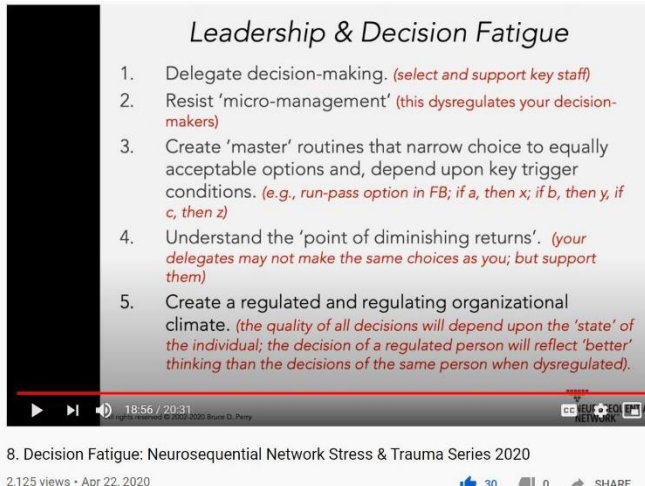 Leadership & Decision Fatigue
1. Delegate decision-making. (select and support key staff)
2. Resist 'micro-management' (this dysregulates your decision-
makers)
3. Create 'master' routines that narrow choice to equally
acceptable options and, depend upon key trigger
conditions. (e.g., run-pass option in FB; if a, then x; if b, then y, if
c, then z)
4. Understand the 'point of diminishing returns'. (your
delegates may not make the same choices as you; but support
them)
5. Create a regulated and regulating organizational
climate. (the quality of all decisions will depend upon the 'state' of
the individual; the decision of a regulated person will reflect 'better'
thinking than the decisions of the same person when dysregulated).
18:56 / 20:31
rights reserved © 2002-2020 Bruce D. Perry
CC
NETWORK
8. Decision Fatigue: Neurosequential Network Stress & Trauma Series 2020
2,125 views • Apr 22, 2020
30 0 SHARE